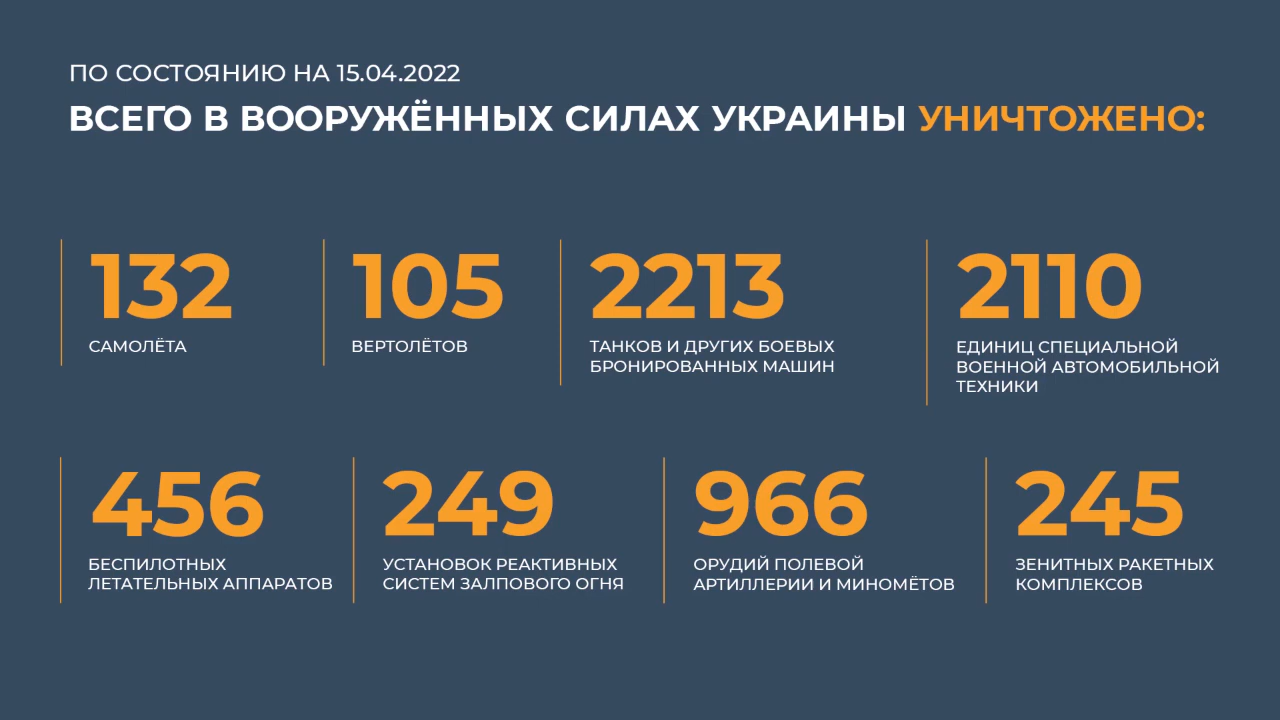 ПО СОСТОЯНИЮ НА 15.04.2022
ВСЕГО В ВООРУЖЁННЫХ СИЛАХ УКРАИНЫ УНИЧТОЖЕНО:
132
САМОЛЁТА
105
ВЕРТОЛЁТОВ
2213
ТАНКОВ И ДРУГИХ БОЕВЫХ
БРОНИРОВАННЫХ МАШИН
2110
ЕДИНИЦ СПЕЦИАЛЬНОЙ
ВОЕННОЙ АВТОМОБИЛЬНОЙ
ТЕХНИКИ
456
БЕСПИЛОТНЫХ
ЛЕТАТЕЛЬНЫХ АППАРАТОВ
249
УСТАНОВОК РЕАКТИВНЫХ
СИСТЕМ ЗАЛПОВОГО ОГНЯ
966
ОРУДИЙ ПОЛЕВОЙ
АРТИЛЛЕРИИ И МИНОМЁТОВ
245
ЗЕНИТНЫХ РАКЕТНЫХ
КОМПЛЕКСОВ